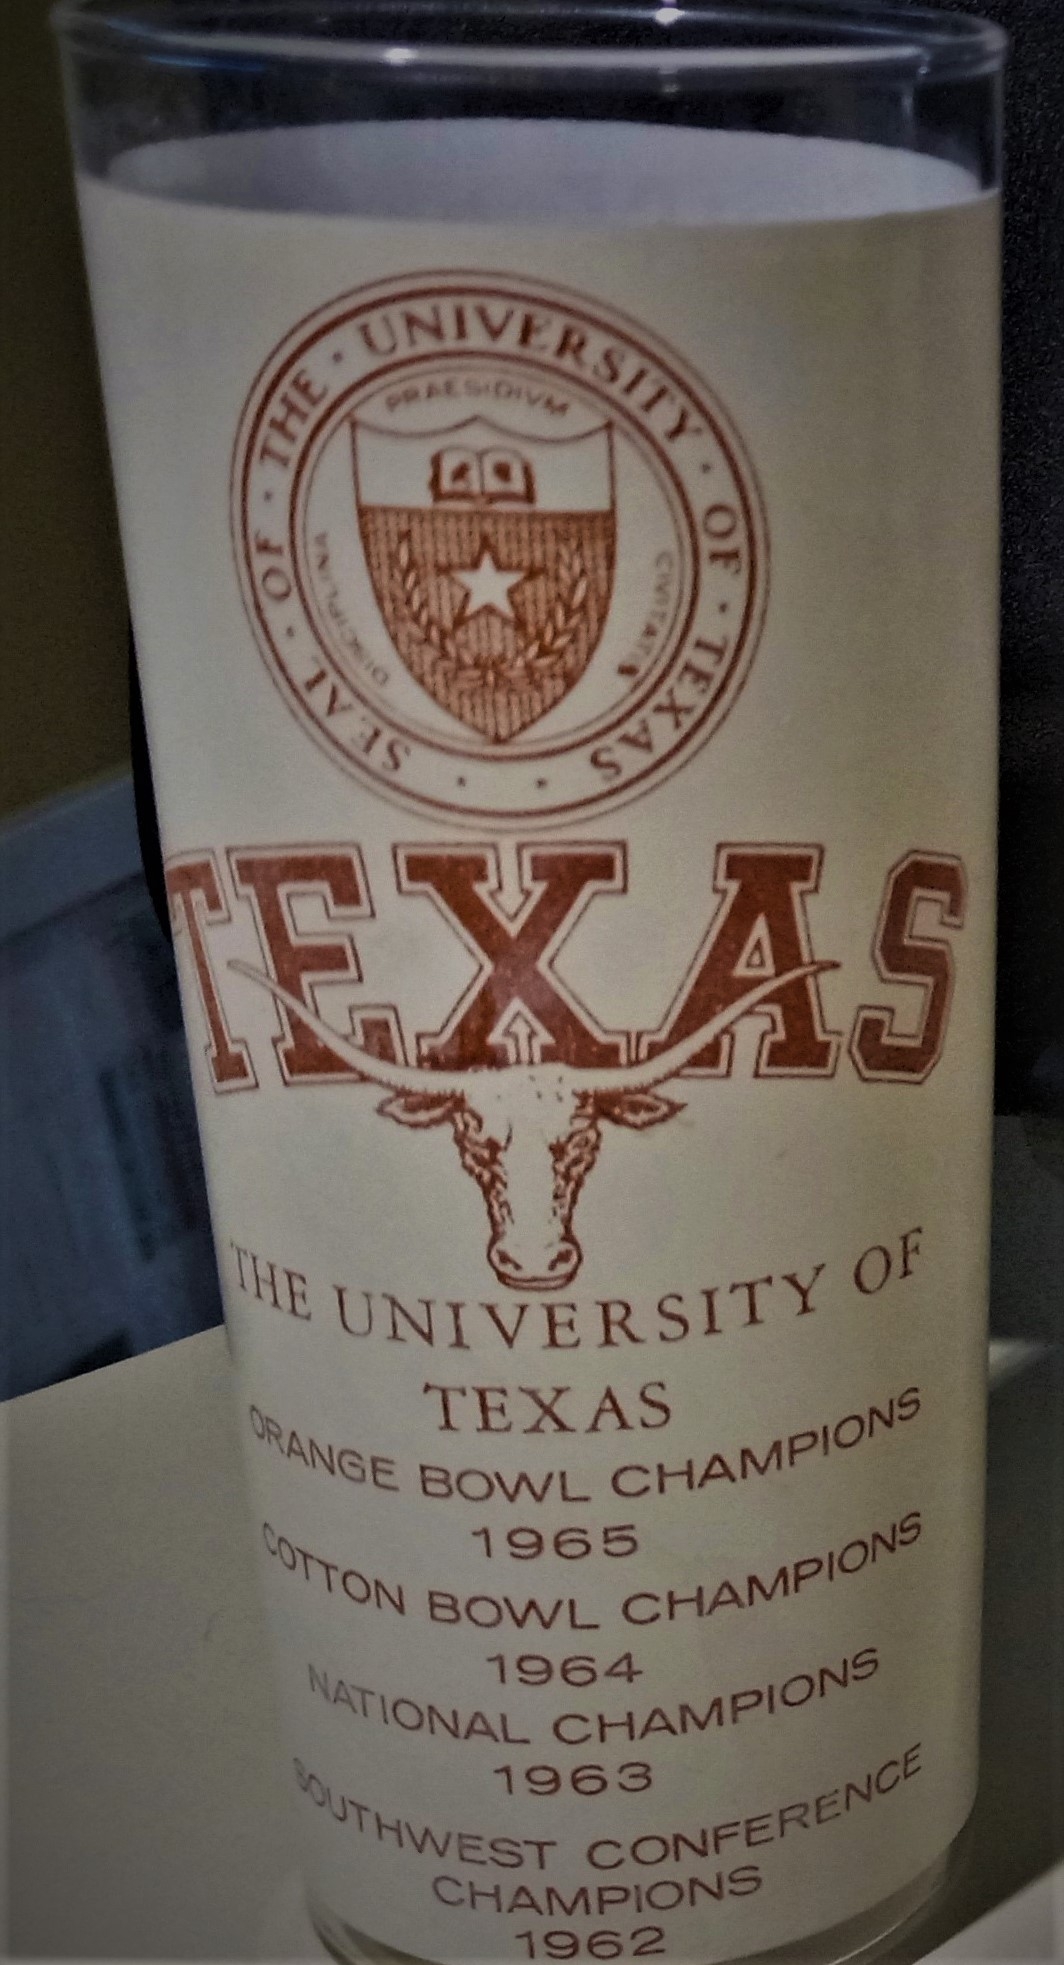 SEAL · OF · THE · UNIVERSITY · OF · TEXAS
PRAESIDIVM
DISCIPLINA
CIVITATIS
TEXAS
THE UNIVERSITY OF
TEXAS
ORANGE BOWL CHAMPIONS
1965
COTTON BOWL CHAMPIONS
1964
NATIONAL CHAMPIONS
1963
SOUTHWEST CONFERENCE
CHAMPIONS
1962